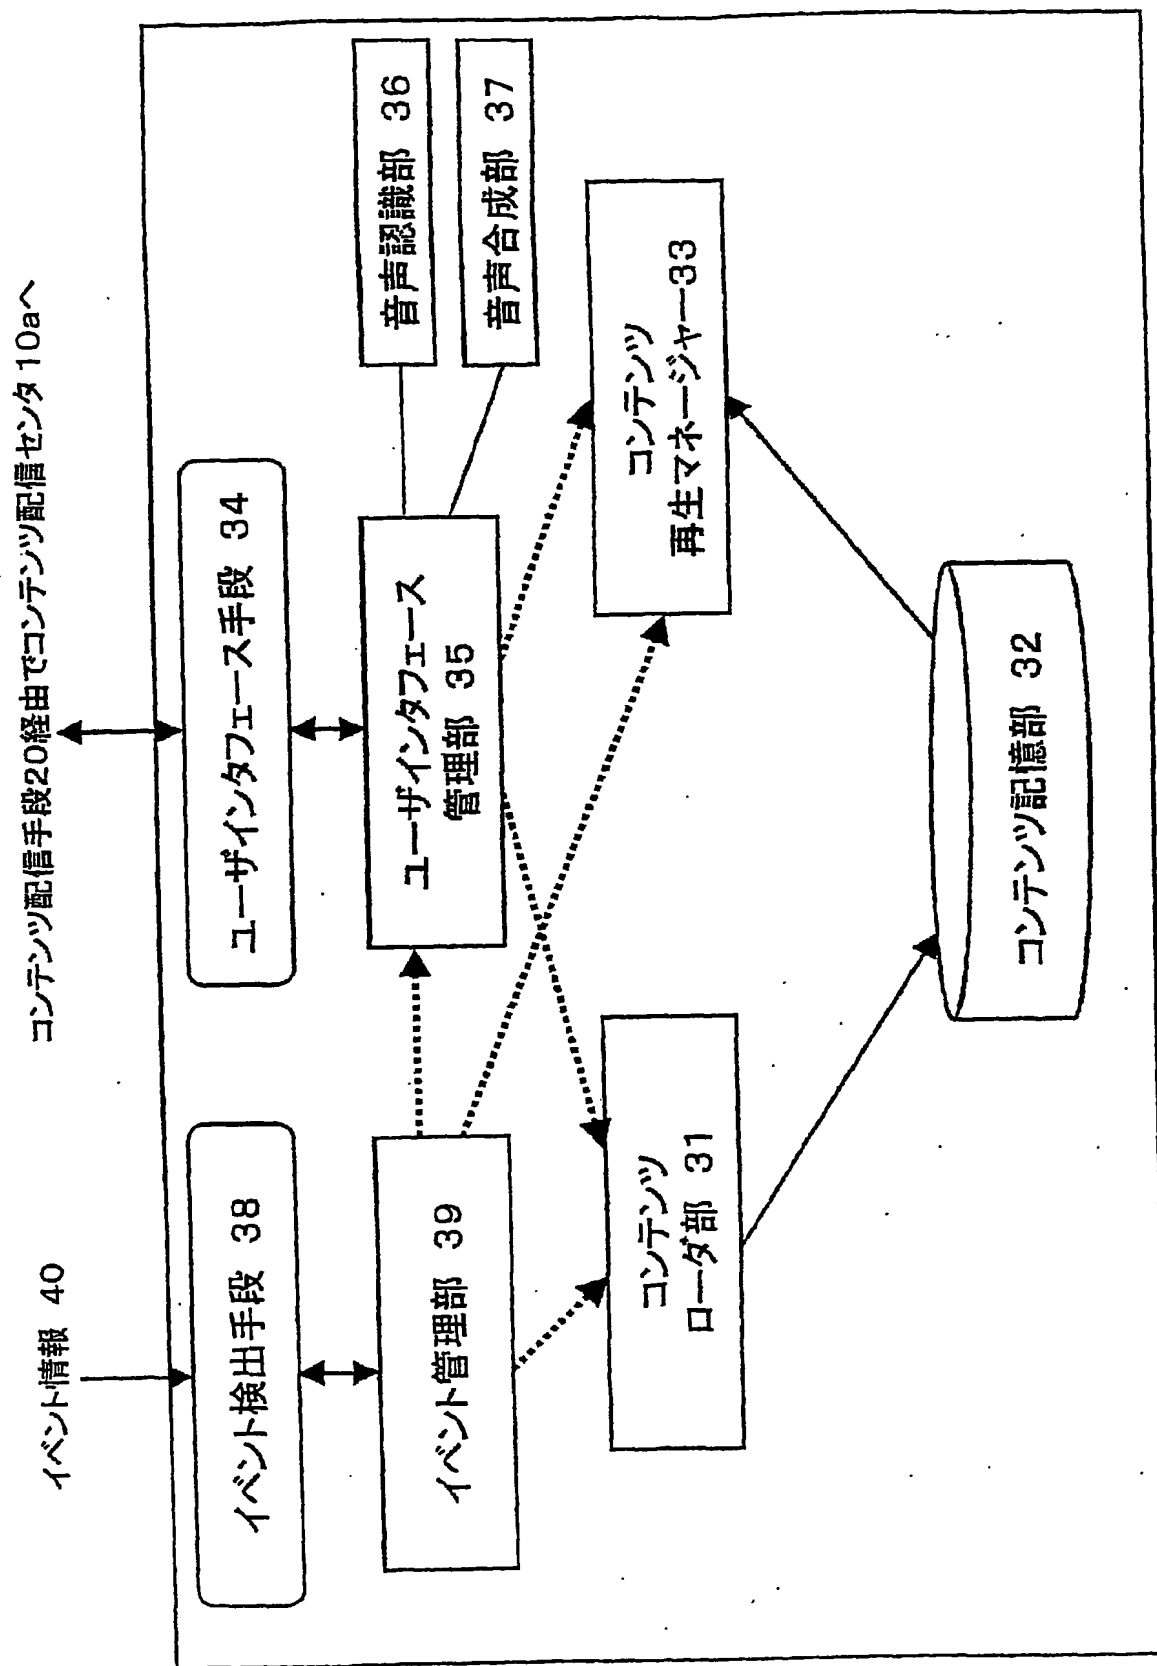 イベント情報 40
コンテンツ配信手段20経由でコンテンツ配信センタ10aへ
イベント検出手段 38
ユーザインタフェース手段 34
イベント管理部 39
ユーザインタフェース
管理部 35
音声認識部 36
音声合成部 37
コンテンツ
ローダ部 31
コンテンツ
再生マネージャー33
コンテンツ記憶部 32